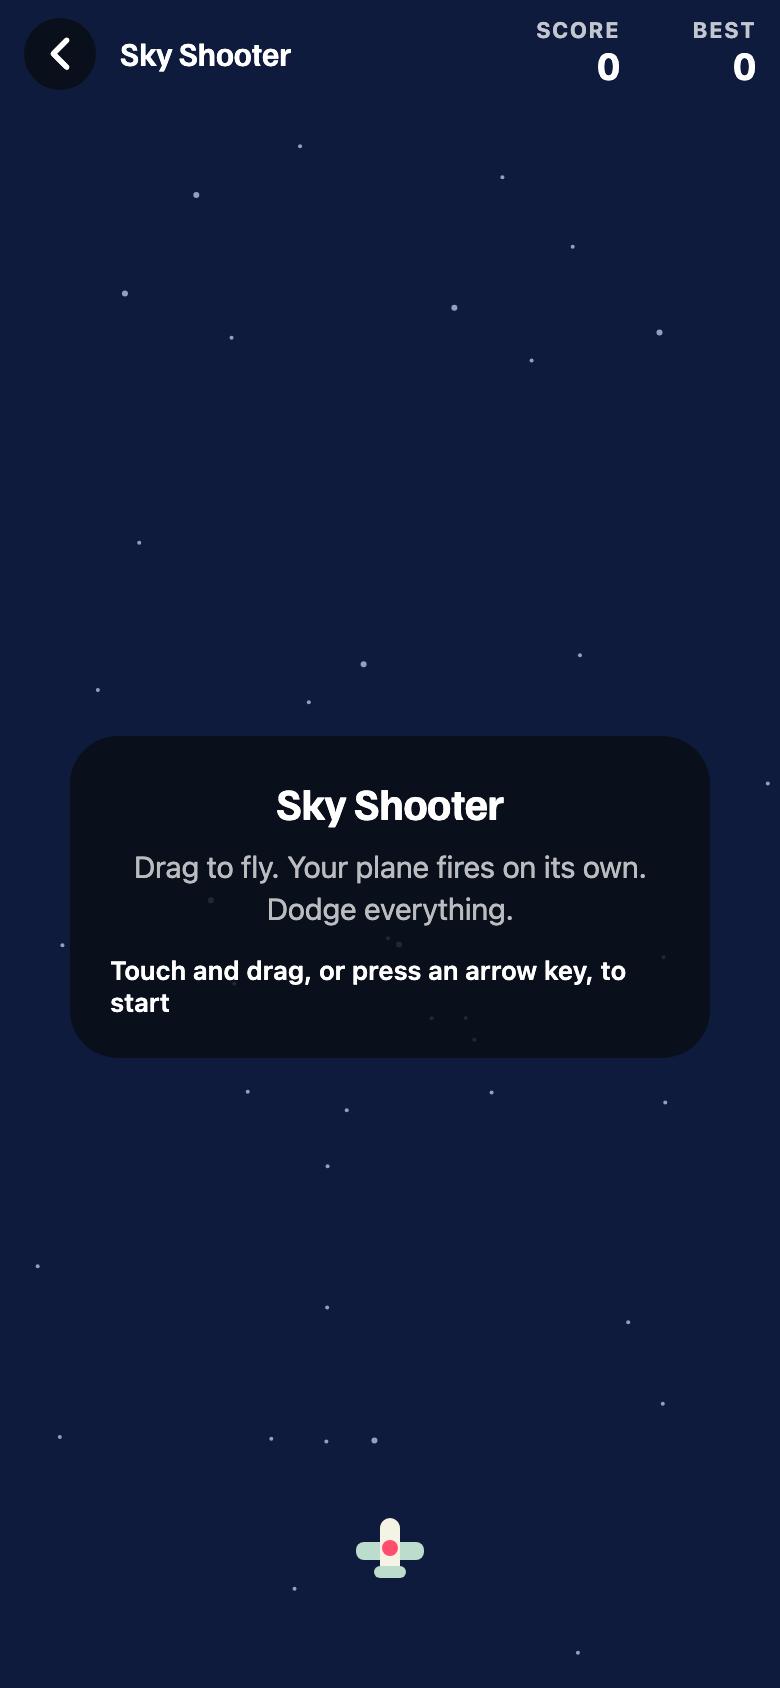 Sky Shooter
SCORE
0
BEST
0
Sky Shooter
Drag to fly. Your plane fires on its own.
Dodge everything.
Touch and drag, or press an arrow key, to
start